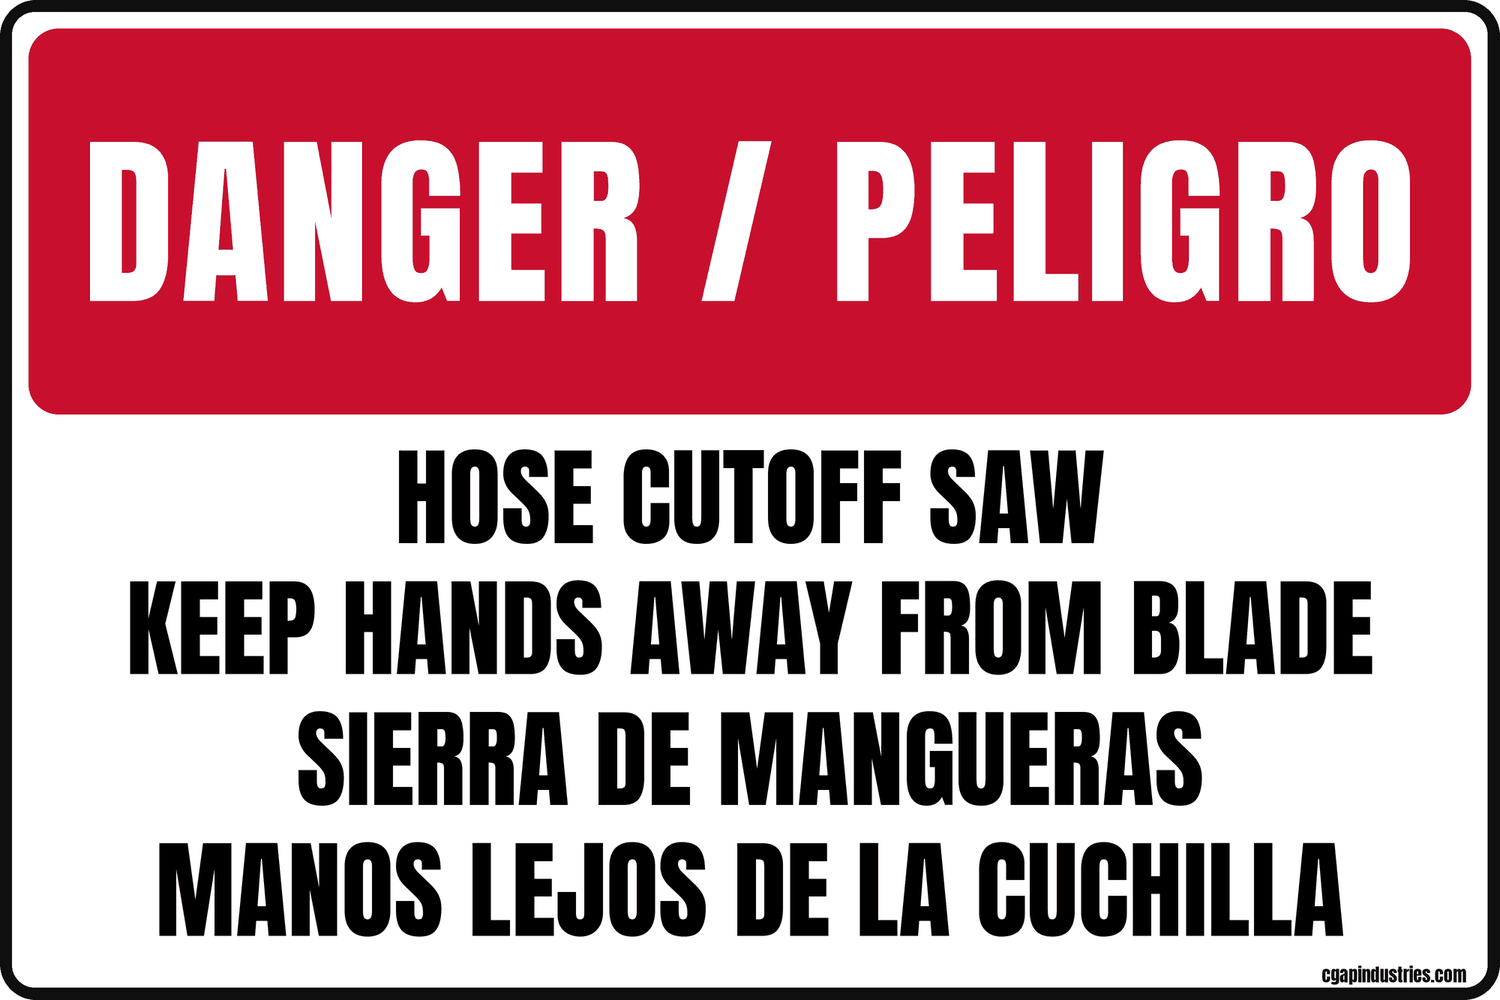 DANGER / PELIGRO
HOSE CUTOFF SAW
KEEP HANDS AWAY FROM BLADE
SIERRA DE MANGUERAS
MANOS LEJOS DE LA CUCHILLA
cgapindustries.com